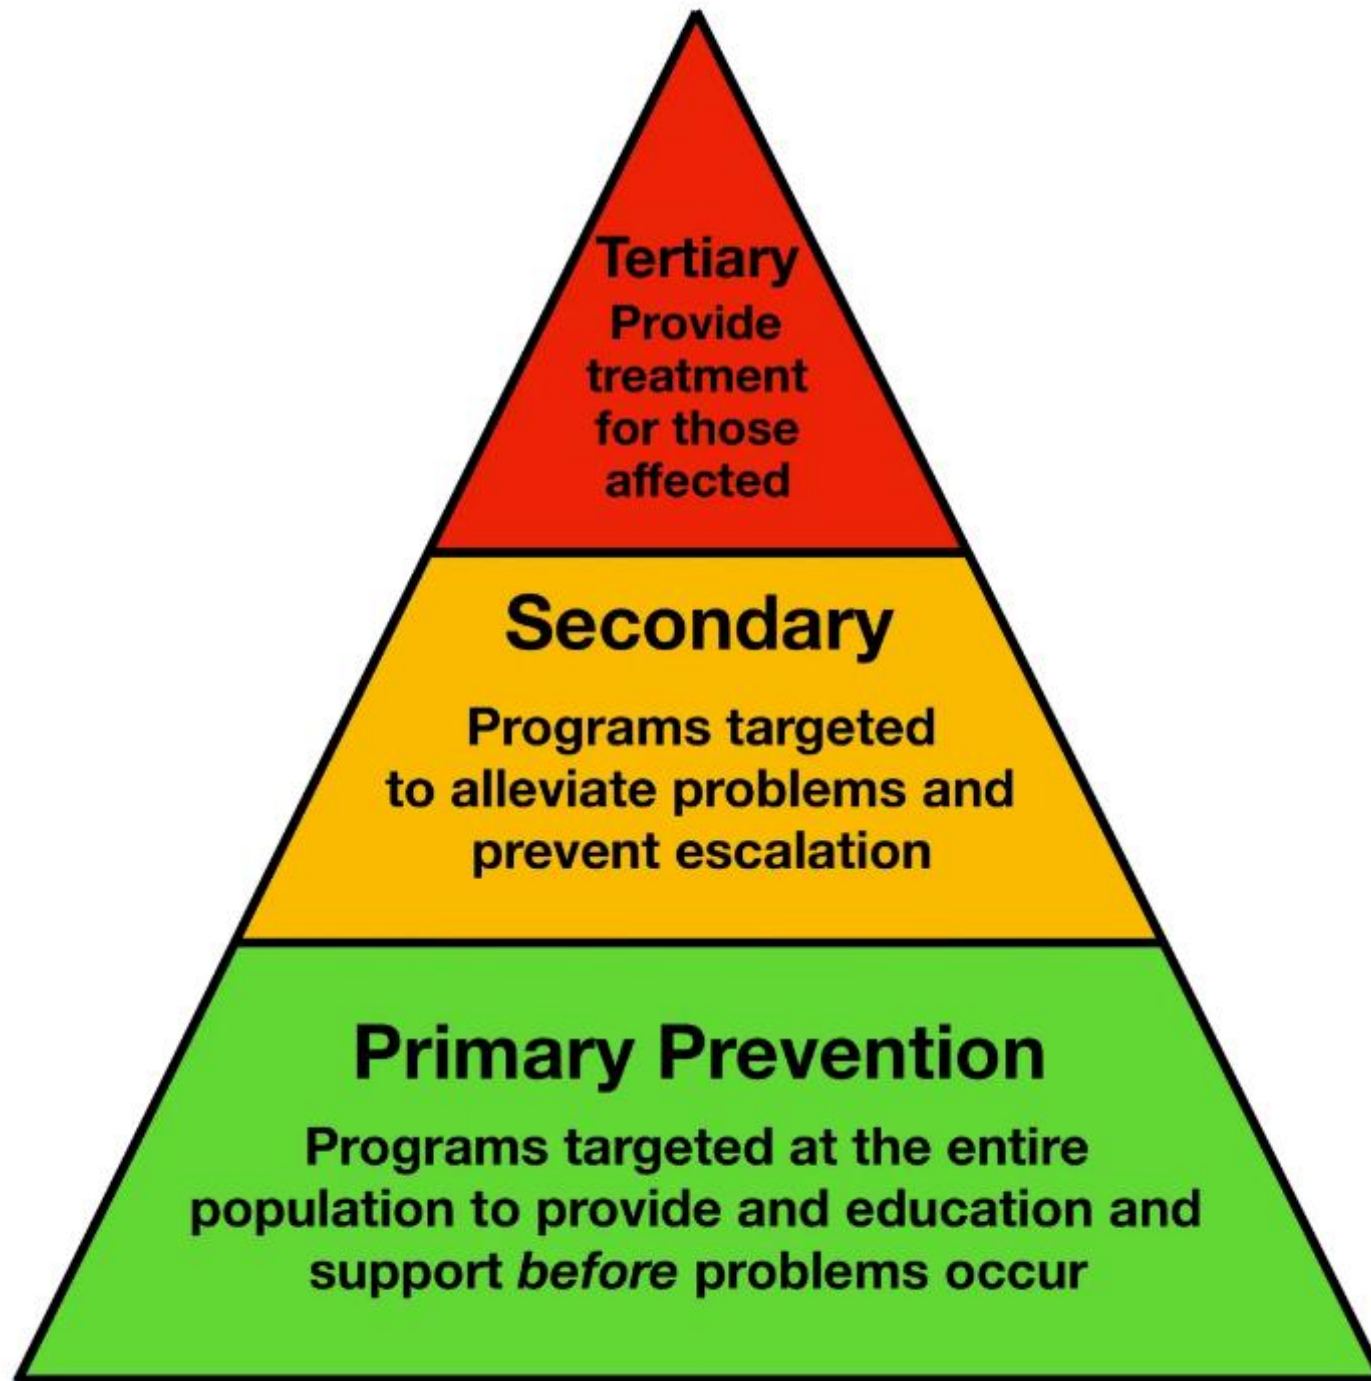 Tertiary
Provide
treatment
for those
affected
Secondary
Programs targeted
to alleviate problems and
prevent escalation
Primary Prevention
Programs targeted at the entire
population to provide and education and
support before problems occur